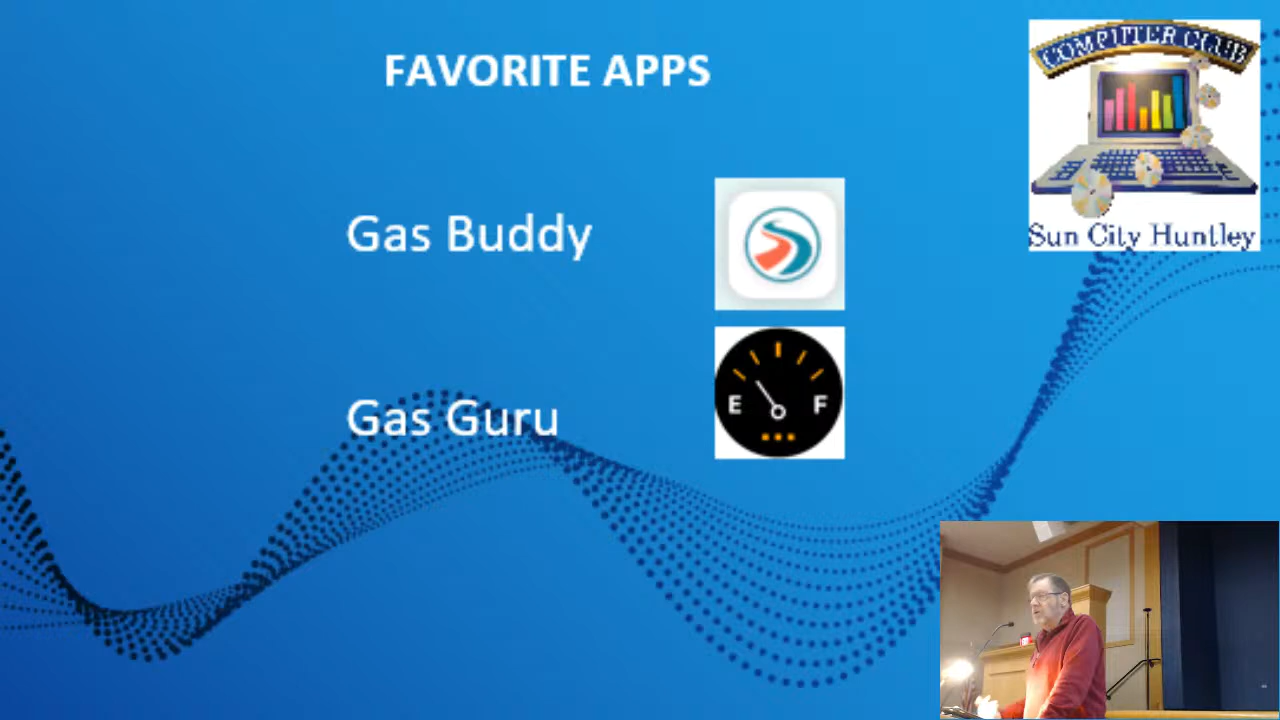 FAVORITE APPS
COMPUTER CLUB
Sun City Huntley
Gas Buddy
E F
Gas Guru